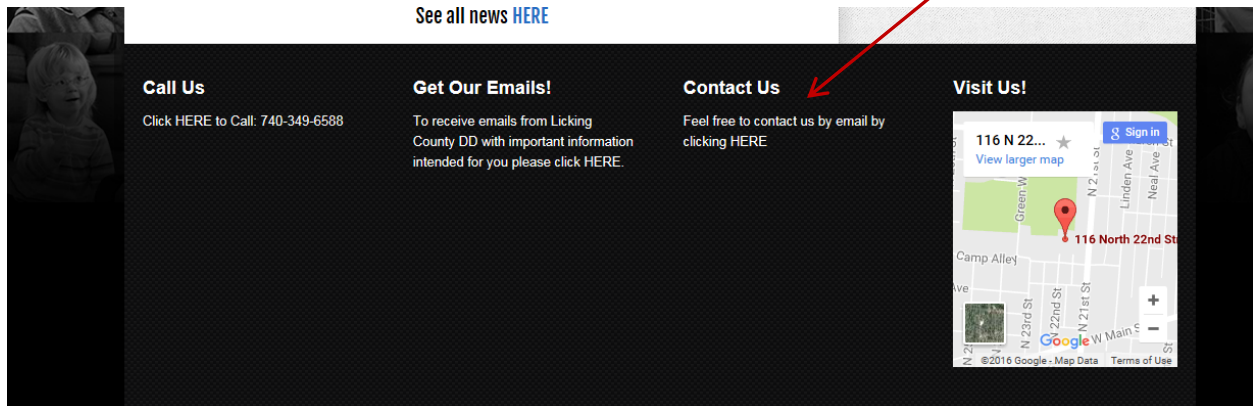 See all news HERE
Call Us
Click HERE to Call: 740-349-6588
Get Our Emails!
To receive emails from Licking
County DD with important information
intended for you please click HERE.
Contact Us
Feel free to contact us by email by
clicking HERE
Visit Us!
116 N 22...
View larger map
Sign in
N 21st St
Linden Ave
Neal Ave
Green W
116 North 22nd Str
Camp Alley
Ave
N 23rd St
N 22nd St
N 21st St
W Main S
Google
©2016 Google - Map Data
Terms of Use